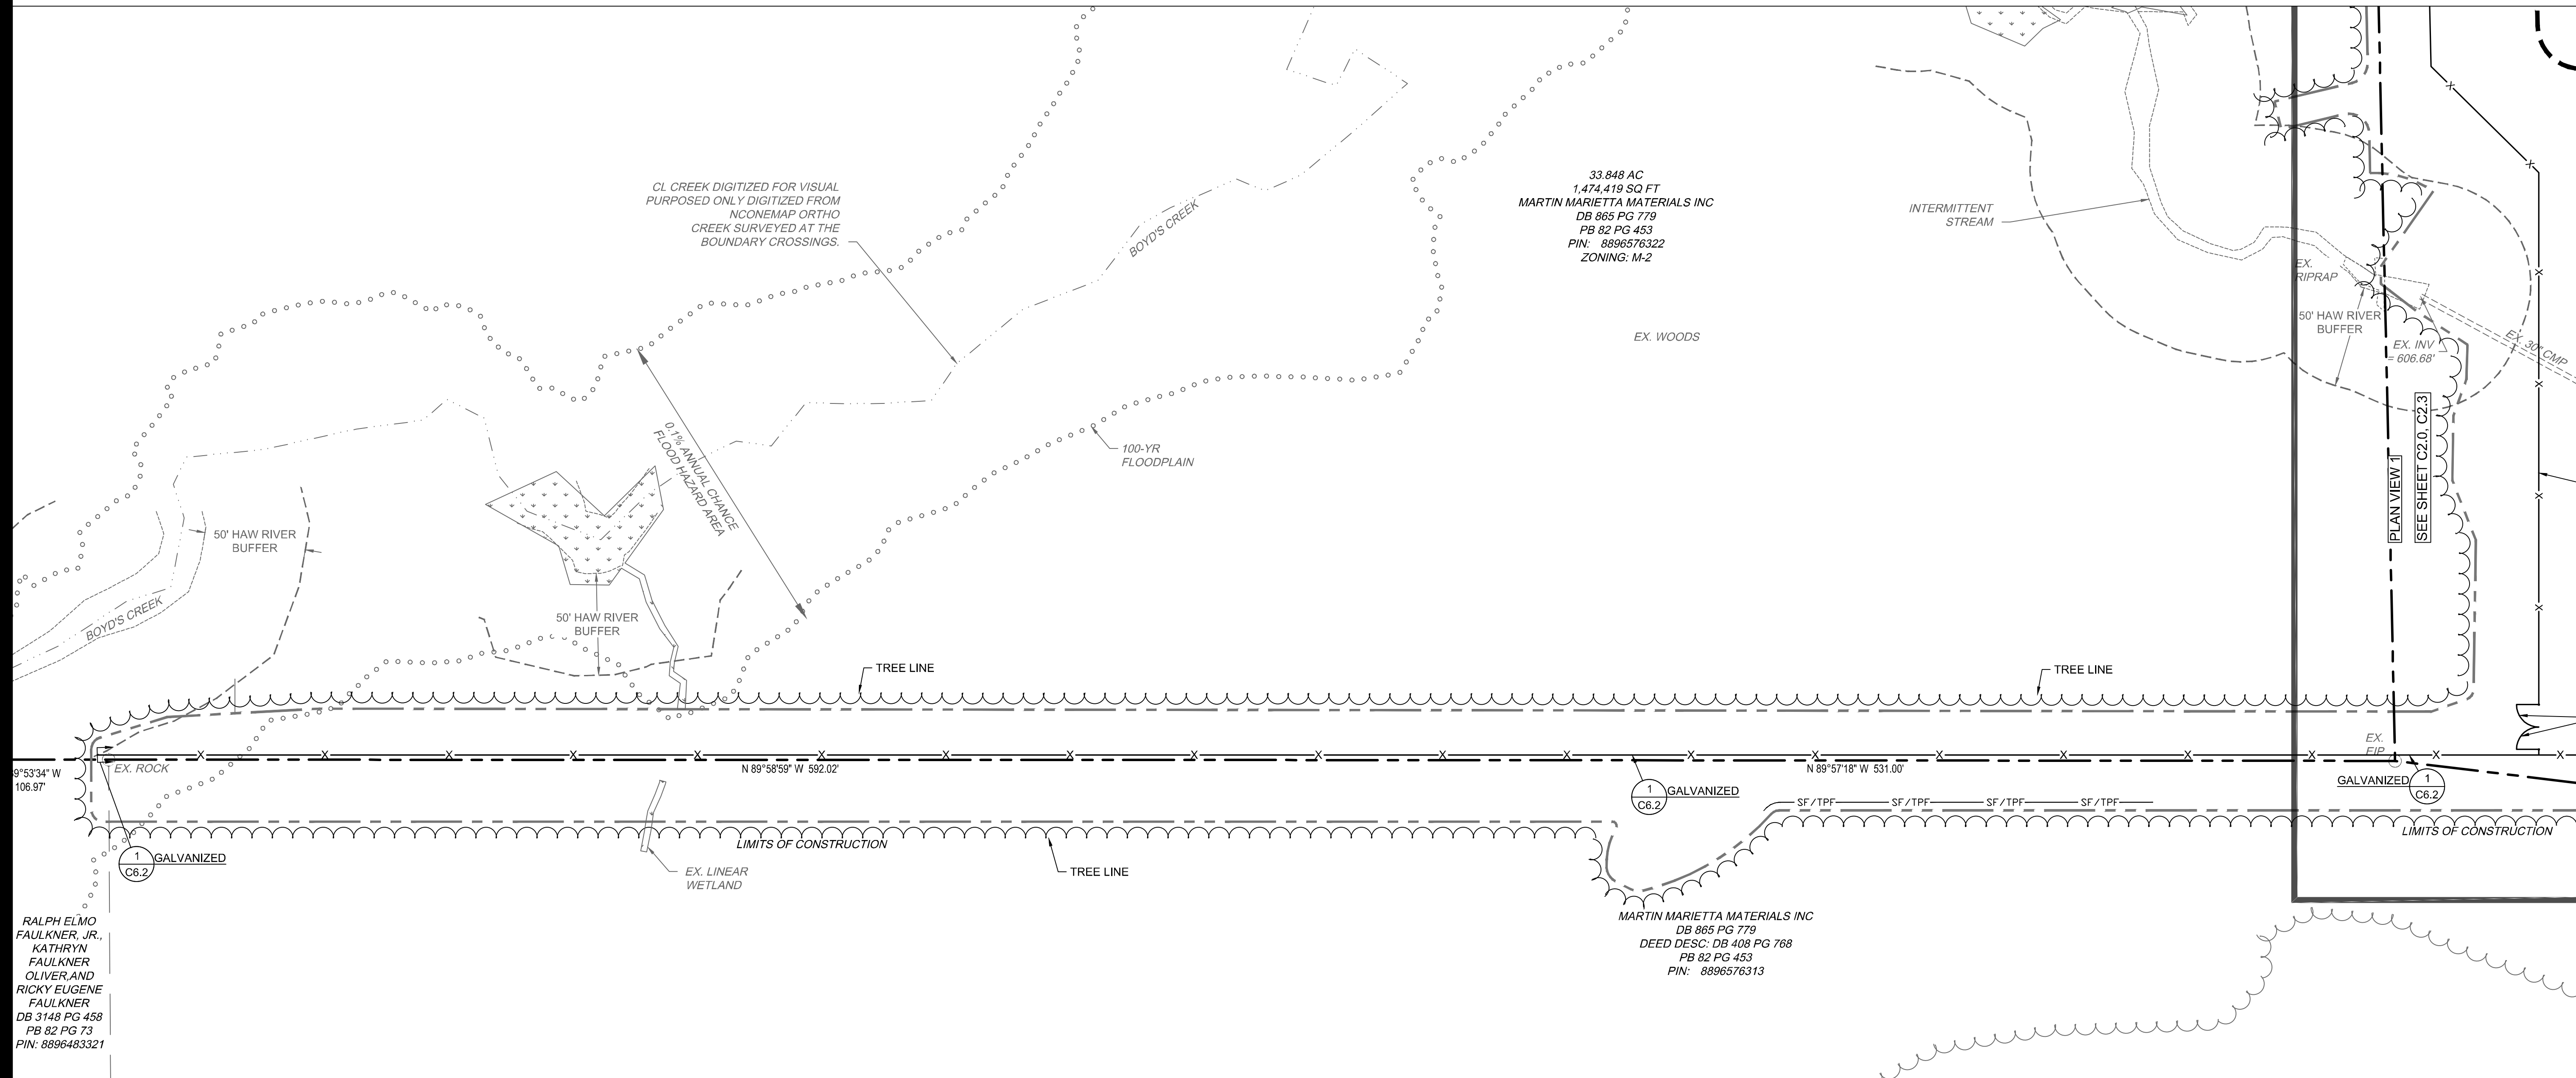 CL CREEK DIGITIZED FOR VISUAL
PURPOSED ONLY DIGITIZED FROM
NCONEMAP ORTHO
CREEK SURVEYED AT THE
BOUNDARY CROSSINGS.
BOYD'S CREEK
33.848 AC
1,474,419 SQ FT
MARTIN MARIETTA MATERIALS INC
DB 865 PG 779
PB 82 PG 453
PIN: 8896576322
ZONING: M-2
INTERMITTENT
STREAM
EX.
RIPRAP
50' HAW RIVER
BUFFER
EX. INV
= 606.68'
EX. 30" CMP
EX. WOODS
0.1% ANNUAL CHANCE
FLOOD HAZARD AREA
100-YR
FLOODPLAIN
PLAN VIEW 1
SEE SHEET C2.0, C2.3
50' HAW RIVER
BUFFER
BOYD'S CREEK
50' HAW RIVER
BUFFER
TREE LINE
TREE LINE
EX.
EIP
EX. ROCK
9°53'34" W
106.97'
N 89°58'59" W 592.02'
N 89°57'18" W 531.00'
1
C6.2
GALVANIZED
GALVANIZED
1
C6.2
SF/TPF
SF/TPF
SF/TPF
SF/TPF
LIMITS OF CONSTRUCTION
LIMITS OF CONSTRUCTION
1
C6.2
GALVANIZED
EX. LINEAR
WETLAND
TREE LINE
MARTIN MARIETTA MATERIALS INC
DB 865 PG 779
DEED DESC: DB 408 PG 768
PB 82 PG 453
PIN: 8896576313
RALPH ELMO
FAULKNER, JR.,
KATHRYN
FAULKNER
OLIVER,AND
RICKY EUGENE
FAULKNER
DB 3148 PG 458
PB 82 PG 73
PIN: 8896483321